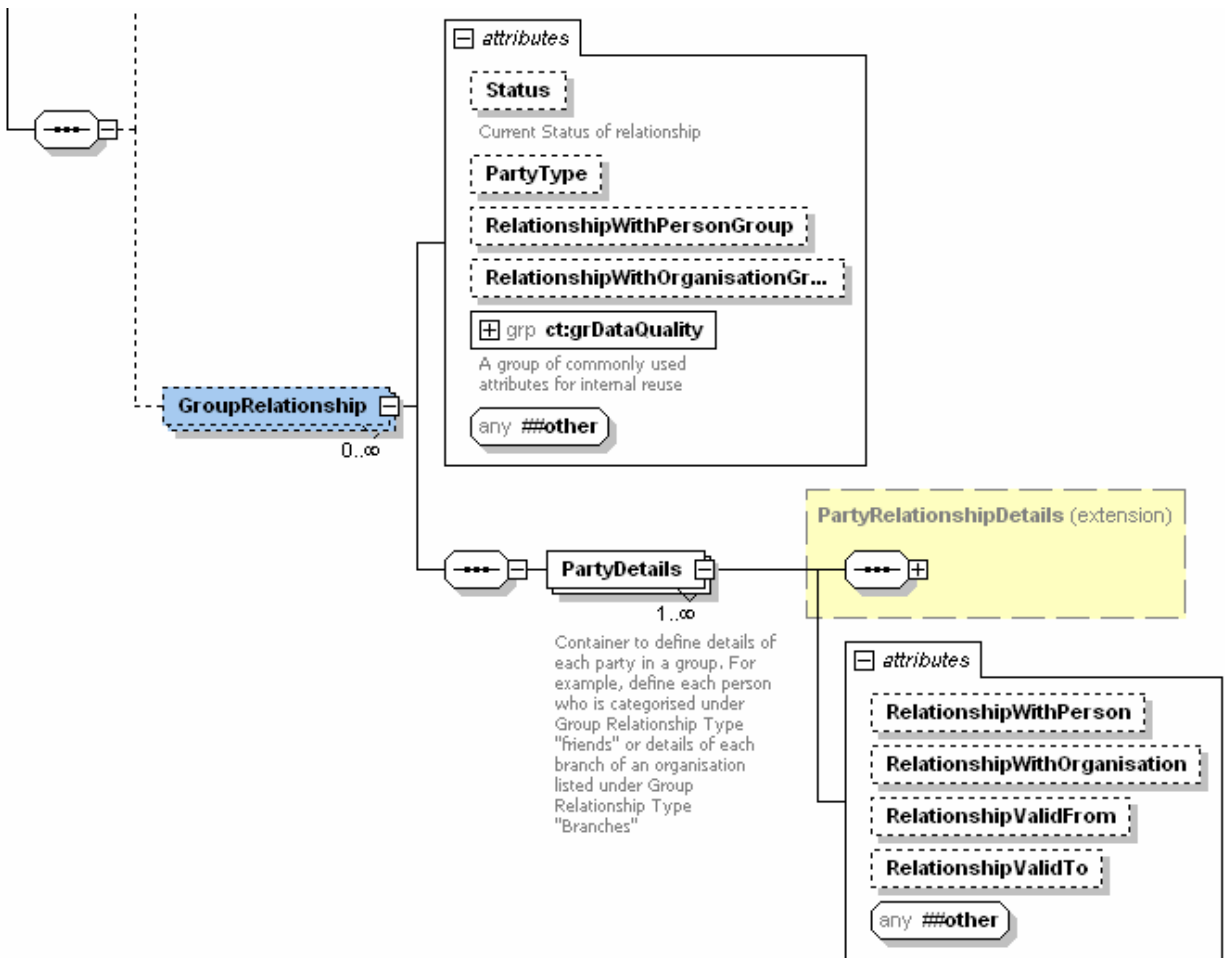 attributes
Status
Current Status of relationship
PartyType
RelationshipWithPersonGroup
RelationshipWithOrganisationGr...
grp ct:grDataQuality
A group of commonly used
attributes for internal reuse
any ##other
GroupRelationship
0..∞
PartyRelationshipDetails (extension)
PartyDetails
1..∞
Container to define details of
each party in a group. For
example, define each person
who is categorised under
Group Relationship Type
"friends" or details of each
branch of an organisation
listed under Group
Relationship Type
"Branches"
attributes
RelationshipWithPerson
RelationshipWithOrganisation
RelationshipValidFrom
RelationshipValidTo
any ##other